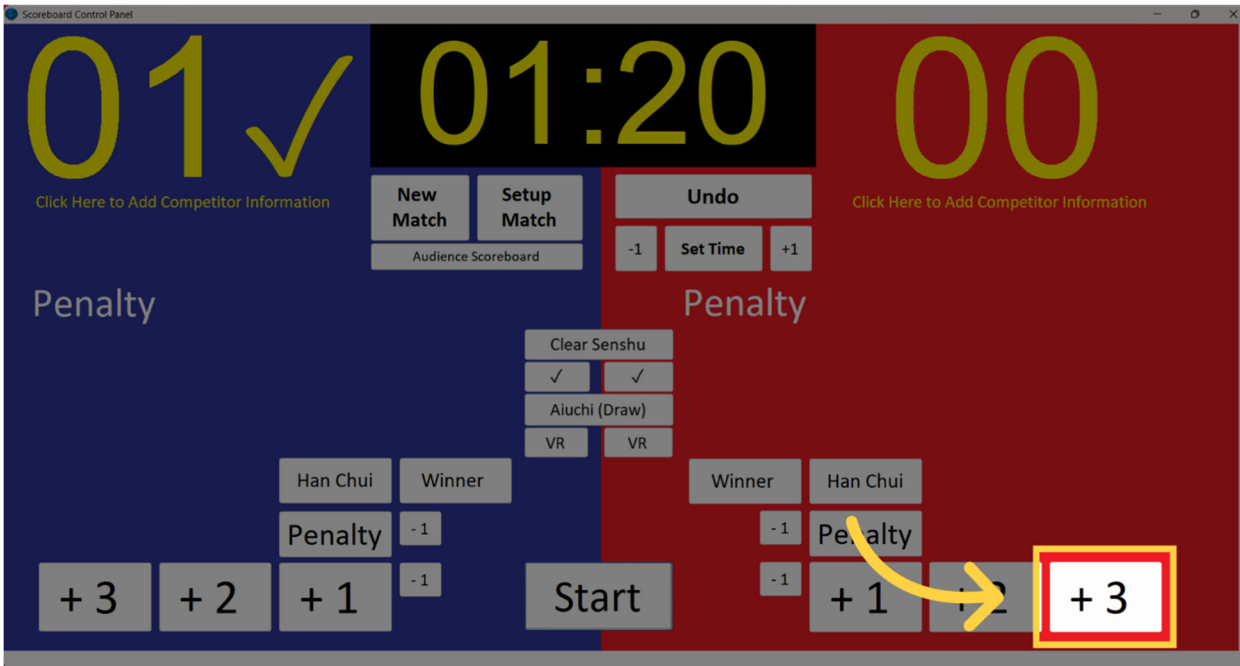 Scoreboard Control Panel
01✓
01:20
00
Click Here to Add Competitor Information
New Match
Setup Match
Undo
Click Here to Add Competitor Information
Audience Scoreboard
-1
Set Time
+1
Penalty
Penalty
Clear Senshu
✓ ✓
Aiuchi (Draw)
VR VR
Han Chui
Winner
Winner
Han Chui
Penalty
- 1
- 1
Penalty
+ 3
+ 2
+ 1
- 1
Start
- 1
+ 1
+ 2
+ 3